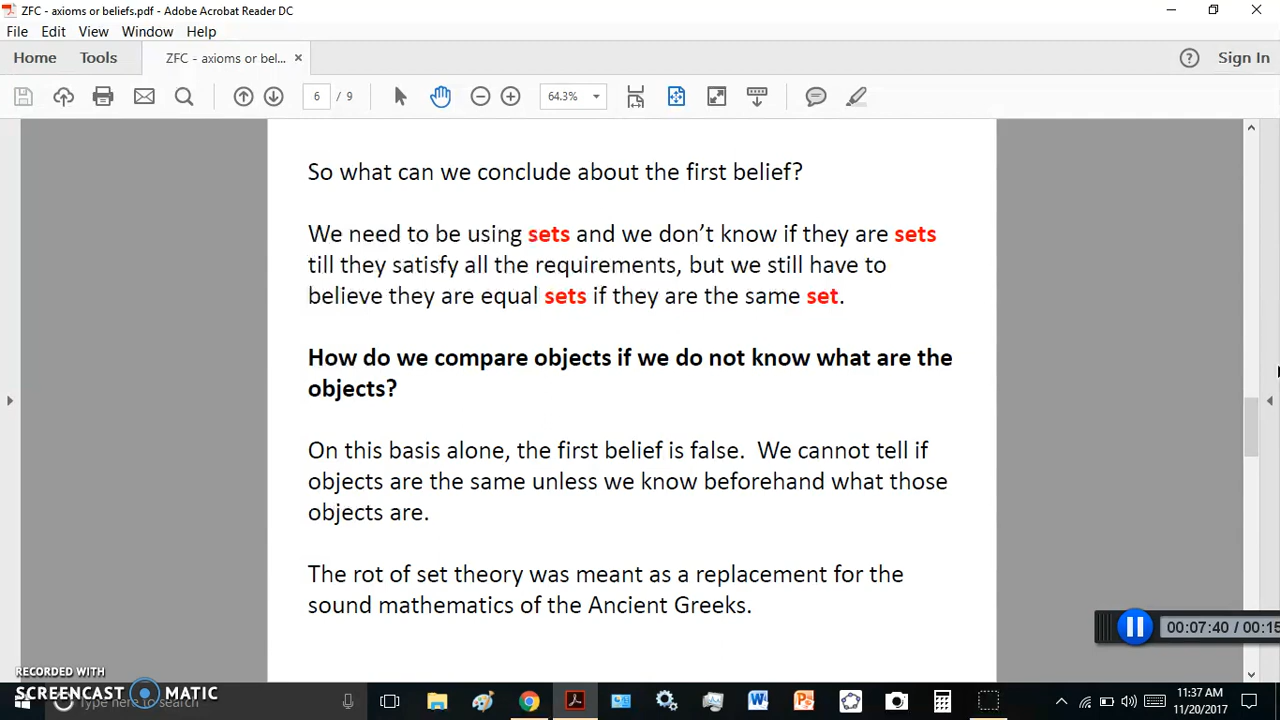 ZFC - axioms or beliefs.pdf - Adobe Acrobat Reader DC
File Edit View Window Help
Home Tools ZFC - axioms or bel... × Sign In
6 / 9 64.3%
So what can we conclude about the first belief?
We need to be using sets and we don’t know if they are sets
till they satisfy all the requirements, but we still have to
believe they are equal sets if they are the same set.
How do we compare objects if we do not know what are the
objects?
On this basis alone, the first belief is false. We cannot tell if
objects are the same unless we know beforehand what those
objects are.
The rot of set theory was meant as a replacement for the
sound mathematics of the Ancient Greeks.
00:07:40 / 00:15
RECORDED WITH
SCREENCAST MATIC
Type here to search
11:37 AM
11/20/2017